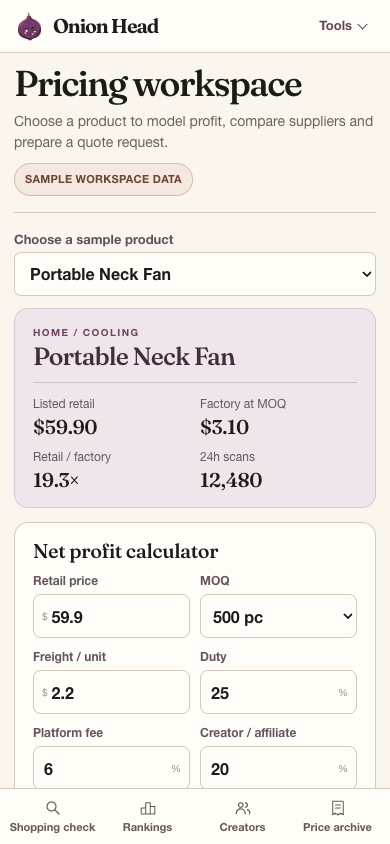 Onion Head
Tools
Pricing workspace
Choose a product to model profit, compare suppliers and
prepare a quote request.
SAMPLE WORKSPACE DATA
Choose a sample product
Portable Neck Fan
HOME / COOLING
Portable Neck Fan
Listed retail
$59.90
Factory at MOQ
$3.10
Retail / factory
19.3×
24h scans
12,480
Net profit calculator
Retail price
$ 59.9
MOQ
500 pc
Freight / unit
$ 2.2
Duty
25 %
Platform fee
6 %
Creator / affiliate
20 %
Shopping check
Rankings
Creators
Price archive